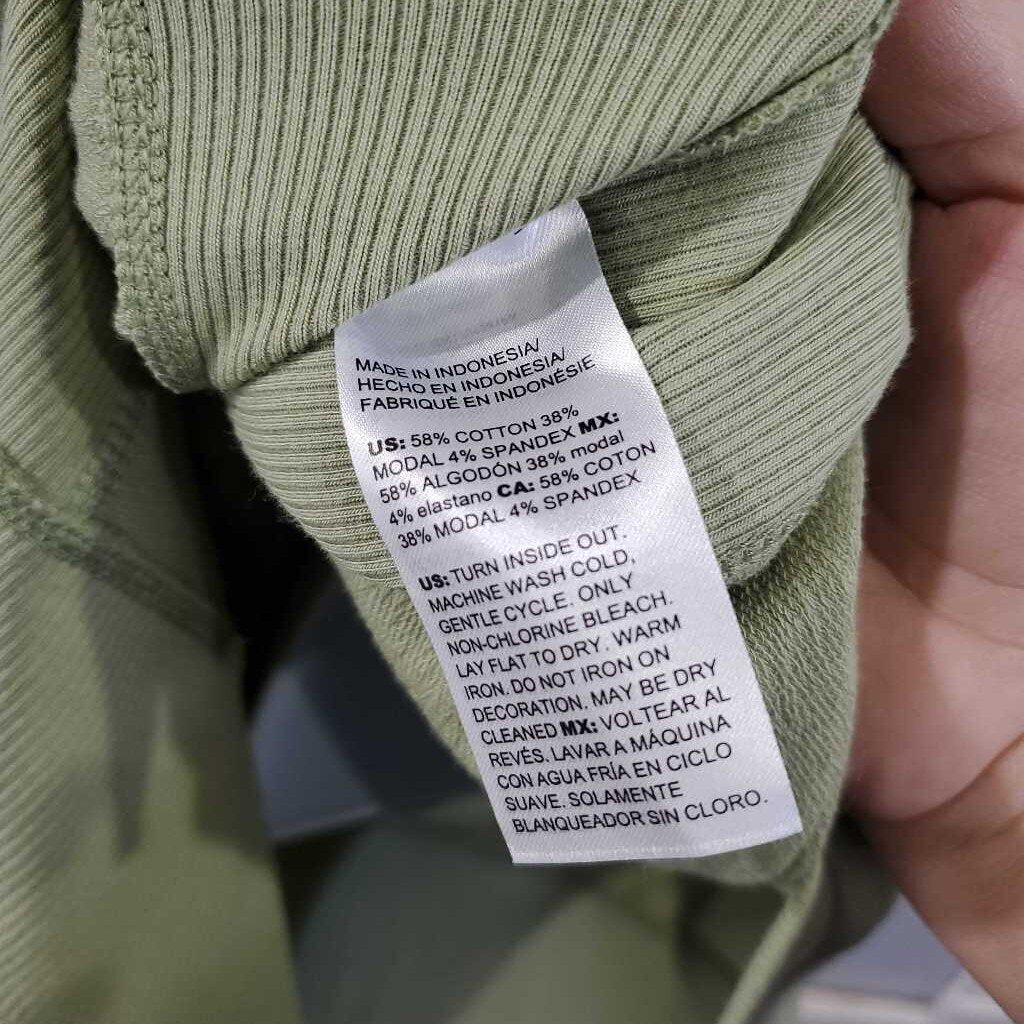 MADE IN INDONESIA/
HECHO EN INDONESIA/
FABRIQUÉ EN INDONÉSIE
US: 58% COTTON 38%
MODAL 4% SPANDEX MX:
58% ALGODÓN 38% modal
4% elastano CA: 58% COTON
38% MODAL 4% SPANDEX
US: TURN INSIDE OUT.
MACHINE WASH COLD,
GENTLE CYCLE. ONLY
NON-CHLORINE BLEACH.
LAY FLAT TO DRY. WARM
IRON. DO NOT IRON ON
DECORATION. MAY BE DRY
CLEANED MX: VOLTEAR AL
REVÉS. LAVAR A MÁQUINA
CON AGUA FRÍA EN CICLO
SUAVE. SOLAMENTE
BLANQUEADOR SIN CLORO.